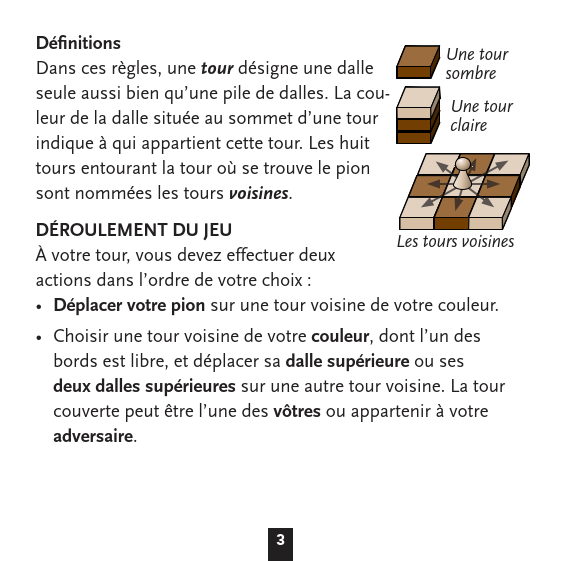 Définitions
Dans ces règles, une tour désigne une dalle
seule aussi bien qu’une pile de dalles. La cou-
leur de la dalle située au sommet d’une tour
indique à qui appartient cette tour. Les huit
tours entourant la tour où se trouve le pion
sont nommées les tours voisines.
Une tour
sombre
Une tour
claire
Les tours voisines
DÉROULEMENT DU JEU
À votre tour, vous devez effectuer deux
actions dans l’ordre de votre choix :
• Déplacer votre pion sur une tour voisine de votre couleur.
• Choisir une tour voisine de votre couleur, dont l’un des
bords est libre, et déplacer sa dalle supérieure ou ses
deux dalles supérieures sur une autre tour voisine. La tour
couverte peut être l’une des vôtres ou appartenir à votre
adversaire.
3